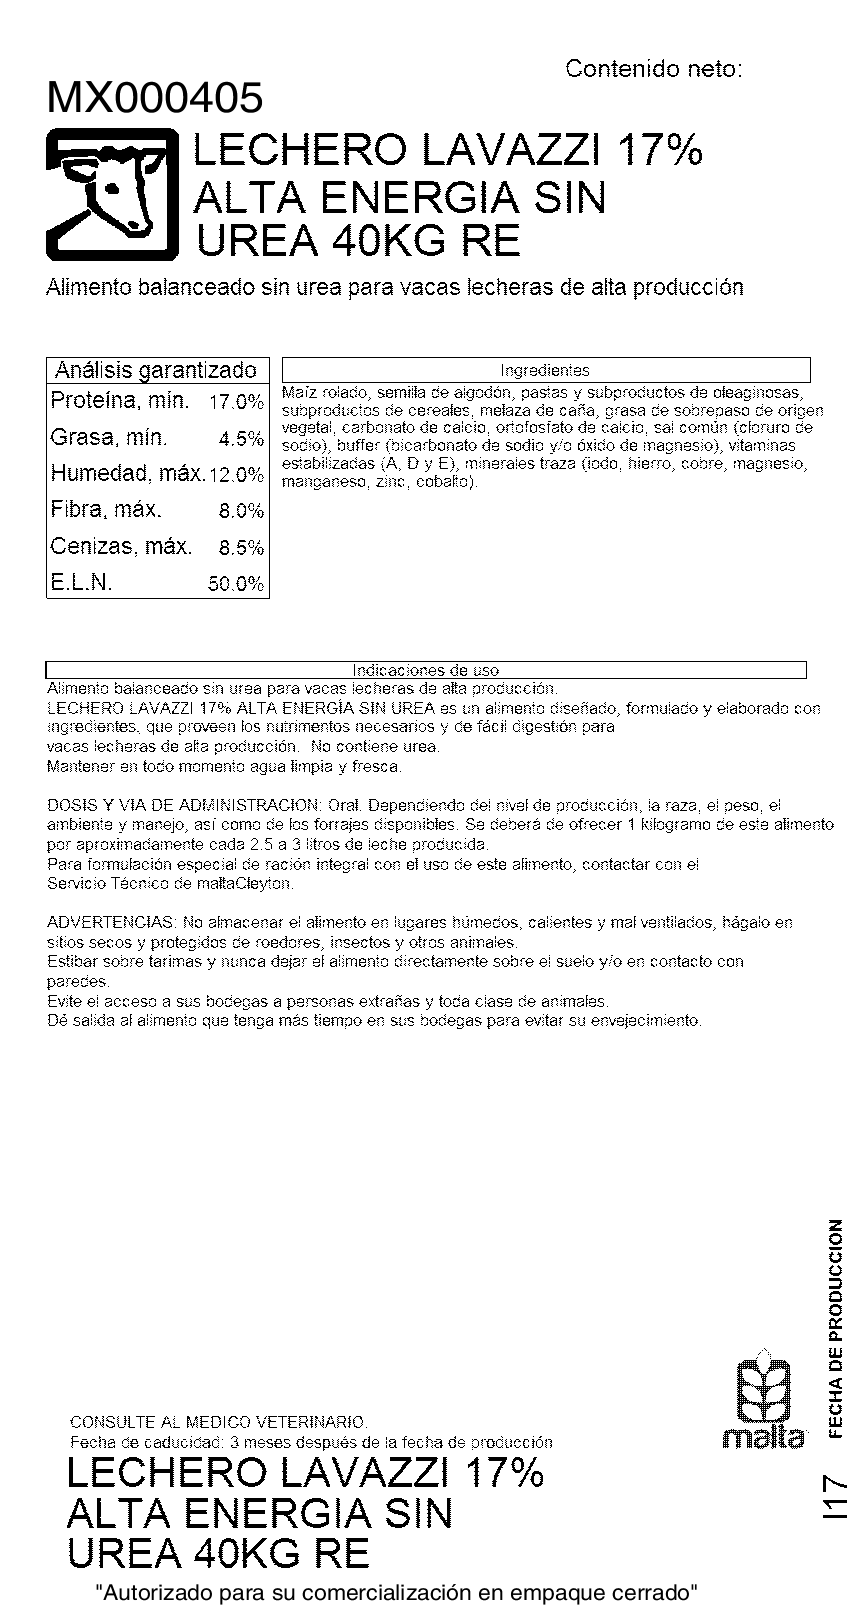 Contenido neto:
MX000405
LECHERO LAVAZZI 17%
ALTA ENERGIA SIN
UREA 40KG RE
Alimento balanceado sin urea para vacas lecheras de alta producción
Análisis garantizado
Proteína, mín. 17.0%
Grasa, mín. 4.5%
Humedad, máx. 12.0%
Fibra, máx. 8.0%
Cenizas, máx. 8.5%
E.L.N. 50.0%
Ingredientes
Maíz rolado, semilla de algodón, pastas y subproductos de oleaginosas,
subproductos de cereales, melaza de caña, grasa de sobrepaso de origen
vegetal, carbonato de calcio, ortofosfato de calcio, sal común (cloruro de
sodio), buffer (bicarbonato de sodio y/o óxido de magnesio), vitaminas
estabilizadas (A, D y E), minerales traza (iodo, hierro, cobre, magnesio,
manganeso, zinc, cobalto).
Indicaciones de uso
Alimento balanceado sin urea para vacas lecheras de alta producción.
LECHERO LAVAZZI 17% ALTA ENERGÍA SIN UREA es un alimento diseñado, formulado y elaborado con
ingredientes, que proveen los nutrimentos necesarios y de fácil digestión para
vacas lecheras de alta producción. No contiene urea.
Mantener en todo momento agua limpia y fresca.
DOSIS Y VIA DE ADMINISTRACION: Oral. Dependiendo del nivel de producción, la raza, el peso, el
ambiente y manejo, así como de los forrajes disponibles. Se deberá de ofrecer 1 kilogramo de este alimento
por aproximadamente cada 2.5 a 3 litros de leche producida.
Para formulación especial de ración integral con el uso de este alimento, contactar con el
Servicio Técnico de maltaCleyton.
ADVERTENCIAS: No almacenar el alimento en lugares húmedos, calientes y mal ventilados, hágalo en
sitios secos y protegidos de roedores, insectos y otros animales.
Estibar sobre tarimas y nunca dejar el alimento directamente sobre el suelo y/o en contacto con
paredes.
Evite el acceso a sus bodegas a personas extrañas y toda clase de animales.
Dé salida al alimento que tenga más tiempo en sus bodegas para evitar su envejecimiento.
FECHA DE PRODUCCION
malta
I17
CONSULTE AL MEDICO VETERINARIO.
Fecha de caducidad: 3 meses después de la fecha de producción
LECHERO LAVAZZI 17%
ALTA ENERGIA SIN
UREA 40KG RE
"Autorizado para su comercialización en empaque cerrado"